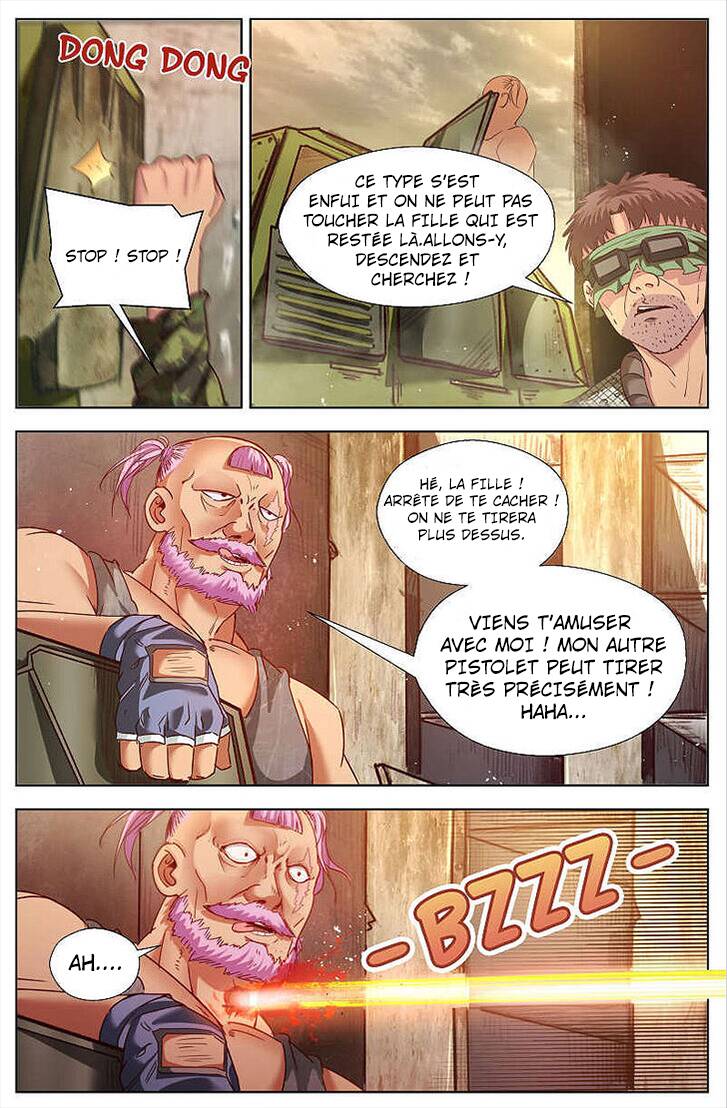 DONG DONG
STOP ! STOP !
CE TYPE S'EST
ENFUI ET ON NE PEUT PAS
TOUCHER LA FILLE QUI EST
RESTÉE LÀ.ALLONS-Y,
DESCENDEZ ET
CHERCHEZ !
HÉ, LA FILLE !
ARRÊTE DE TE CACHER !
ON NE TE TIRERA
PLUS DESSUS.
VIENS T'AMUSER
AVEC MOI ! MON AUTRE
PISTOLET PEUT TIRER
TRÈS PRÉCISÉMENT !
HAHA...
-BZZZ-
AH....